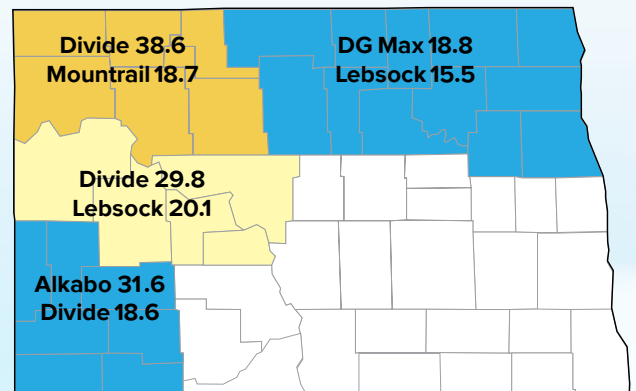 Divide 38.6
Mountrail 18.7
DG Max 18.8
Lebsock 15.5
Divide 29.8
Lebsock 20.1
Alkabo 31.6
Divide 18.6